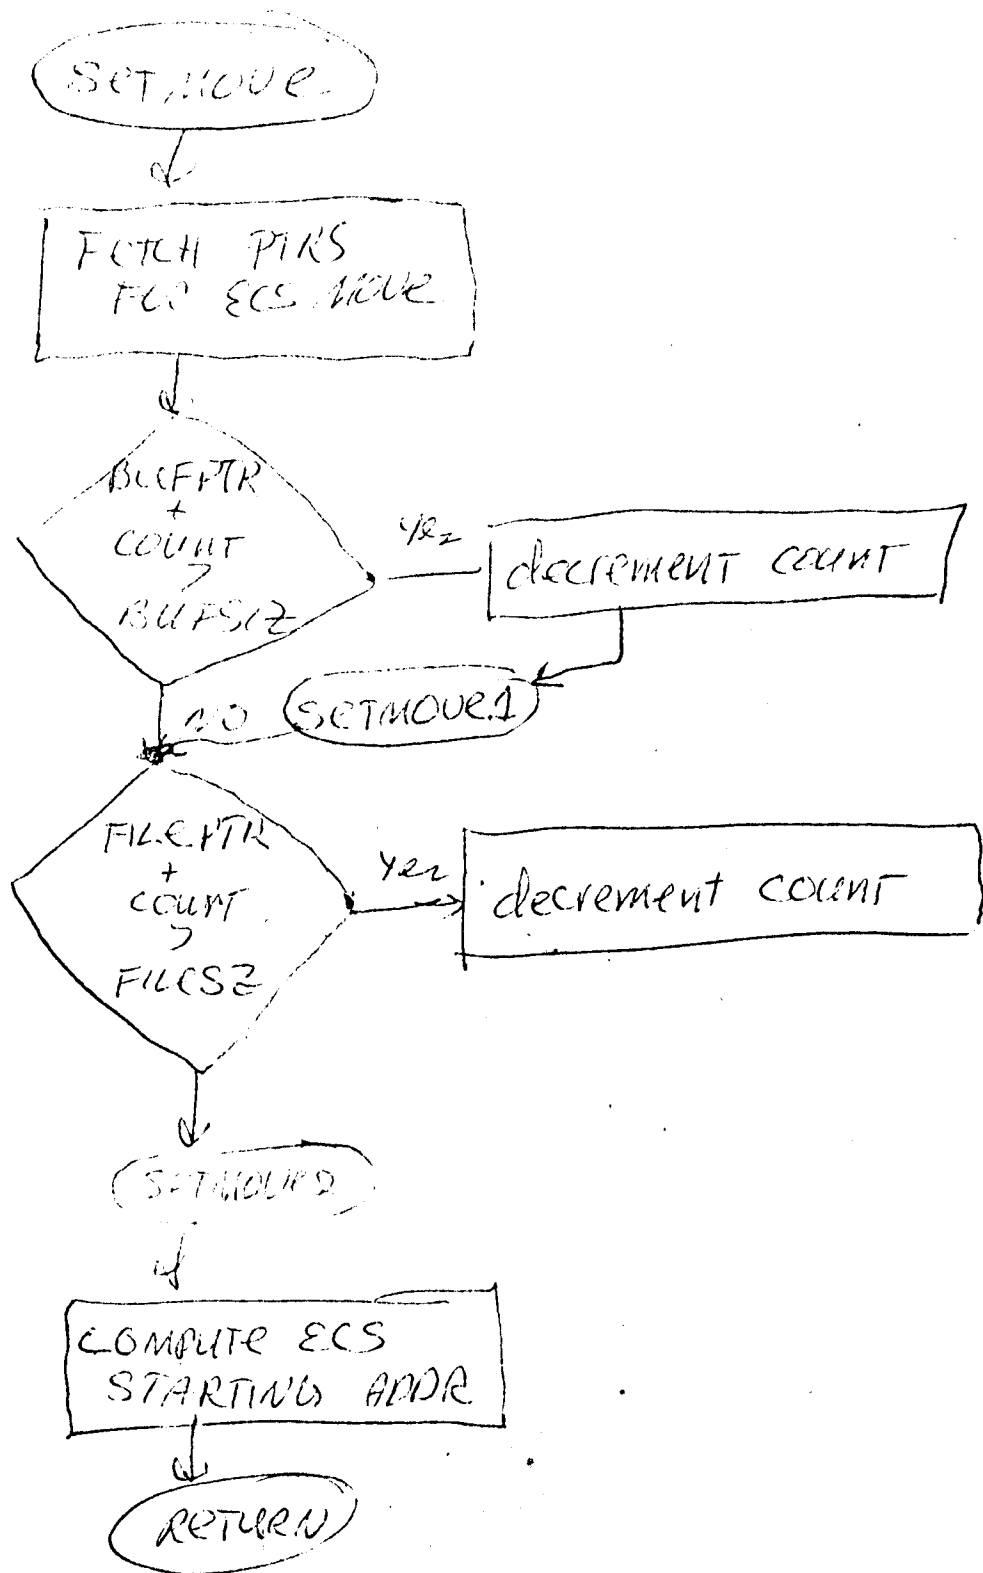 SETMOVE
FETCH PTRS
FOR ECS MOVE
BUFPTR
+
COUNT
>
BUFSIZ
Yes
decrement count
NO
SETMOVE1
FILEPTR
+
COUNT
>
FILESZ
Yes
decrement count
SETMOVE2
COMPUTE ECS
STARTING ADDR
RETURN